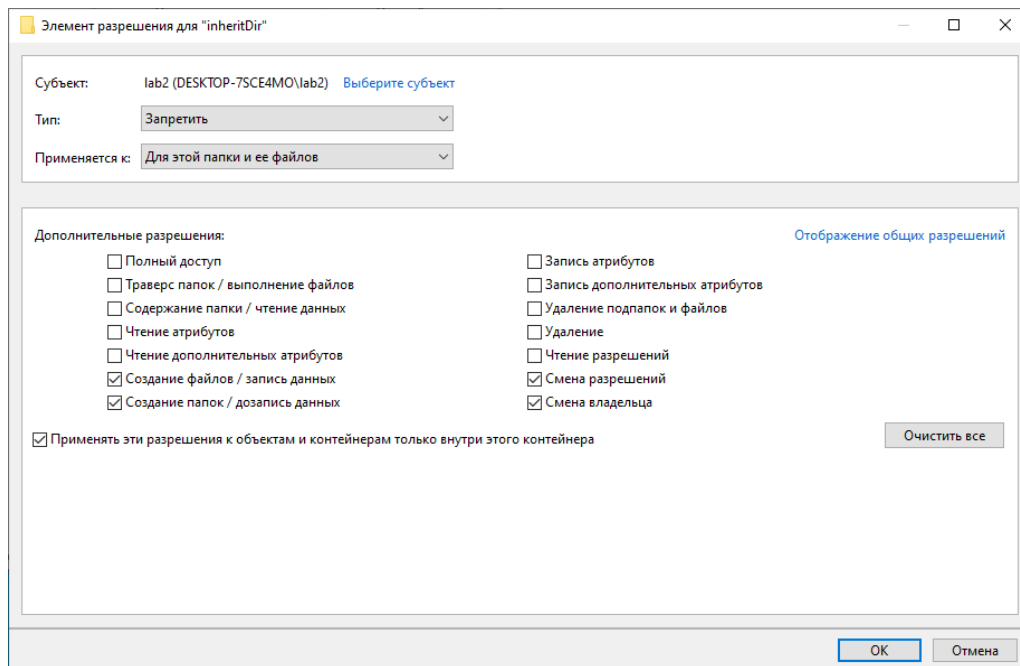 Элемент разрешения для "inheritDir"
Субъект: lab2 (DESKTOP-7SCE4MO\lab2) Выберите субъект
Тип: Запретить
Применяется к: Для этой папки и ее файлов
Дополнительные разрешения: Отображение общих разрешений
Полный доступ Запись атрибутов
Траверс папок / выполнение файлов Запись дополнительных атрибутов
Содержание папки / чтение данных Удаление подпапок и файлов
Чтение атрибутов Удаление
Чтение дополнительных атрибутов Чтение разрешений
Создание файлов / запись данных Смена разрешений
Создание папок / дозапись данных Смена владельца
Применять эти разрешения к объектам и контейнерам только внутри этого контейнера Очистить все
ОК Отмена